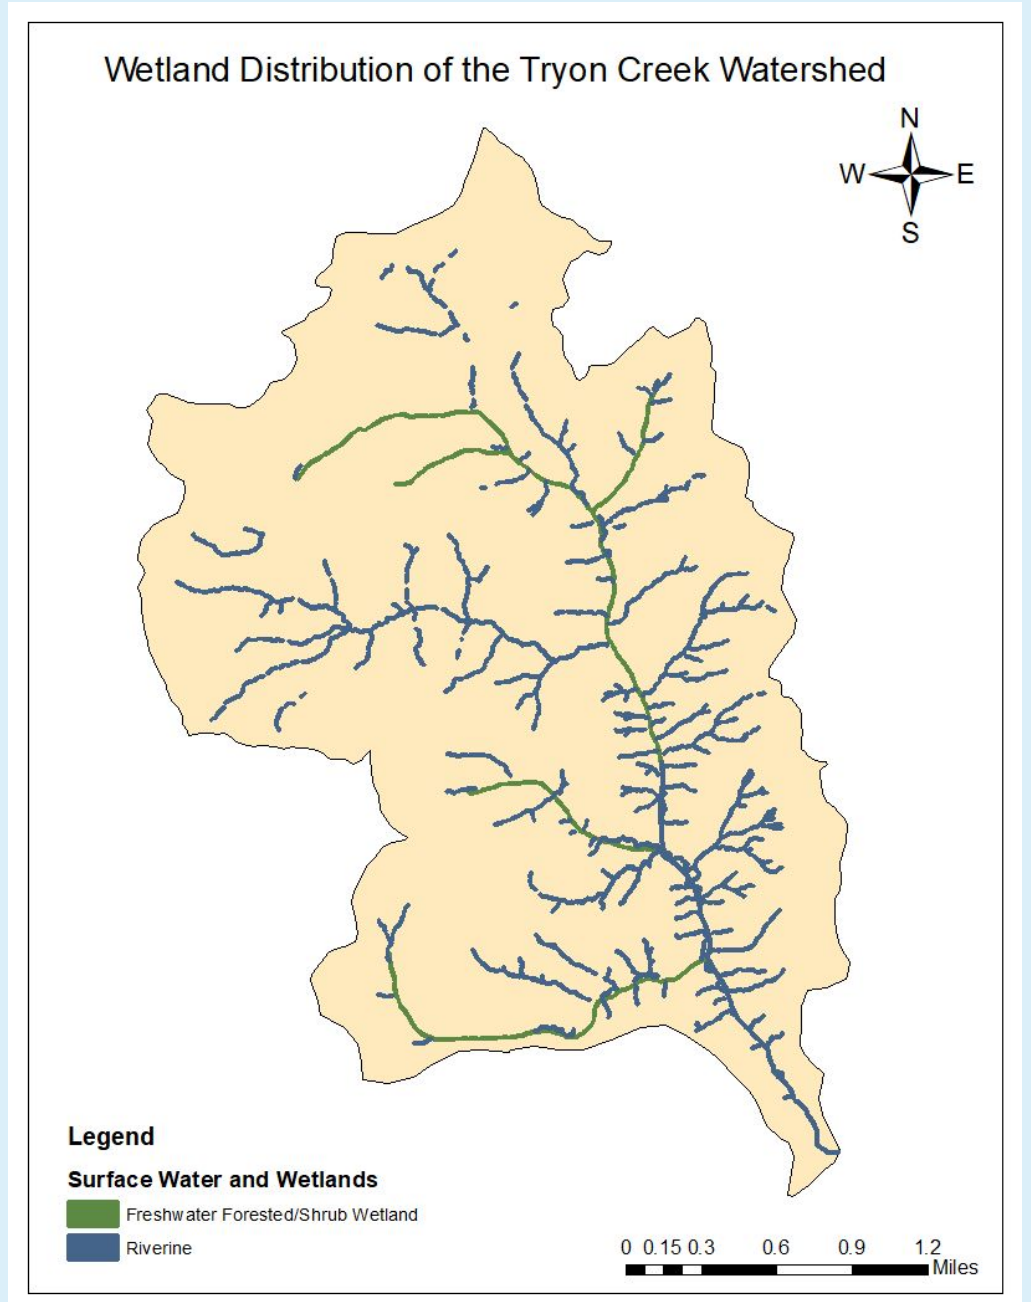 Wetland Distribution of the Tryon Creek Watershed
N
W E
S
Legend
Surface Water and Wetlands
Freshwater Forested/Shrub Wetland
Riverine
0 0.15 0.3 0.6 0.9 1.2
Miles